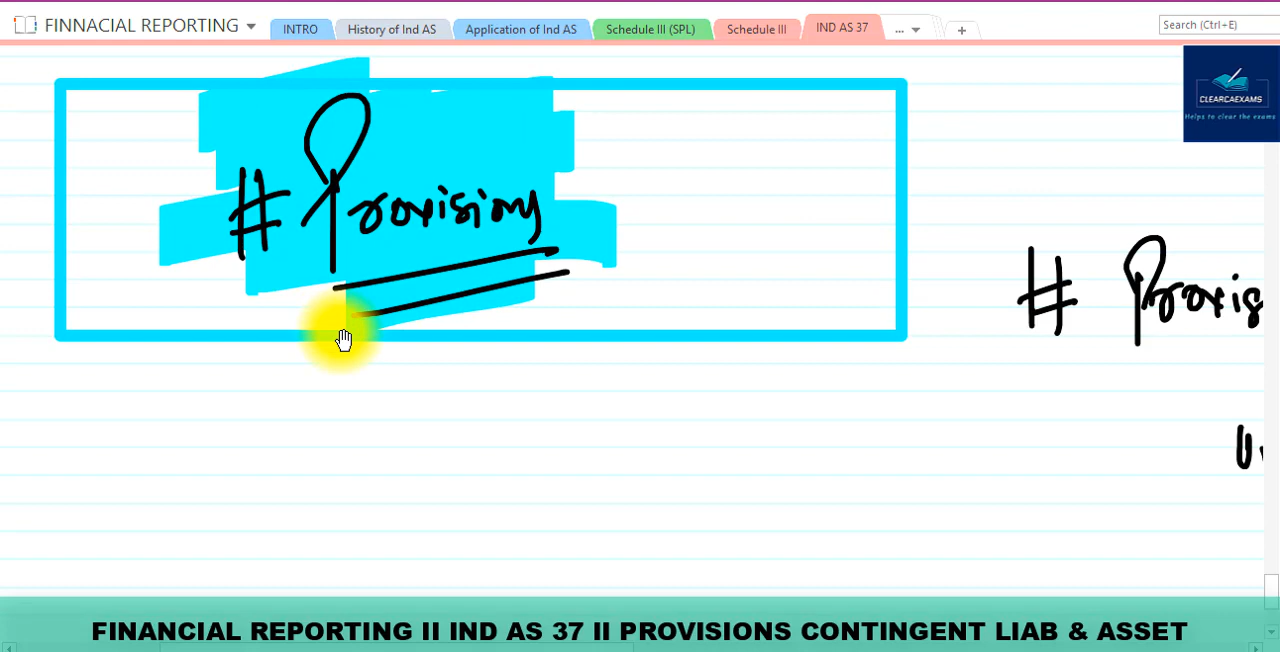 FINNACIAL REPORTING
INTRO
History of Ind AS
Application of Ind AS
Schedule III (SPL)
Schedule III
IND AS 37
...
+
Search (Ctrl+E)
CLEARCAEXAMS
Helps to clear the exams
# Provisions
# Provis
FINANCIAL REPORTING II IND AS 37 II PROVISIONS CONTINGENT LIAB & ASSET